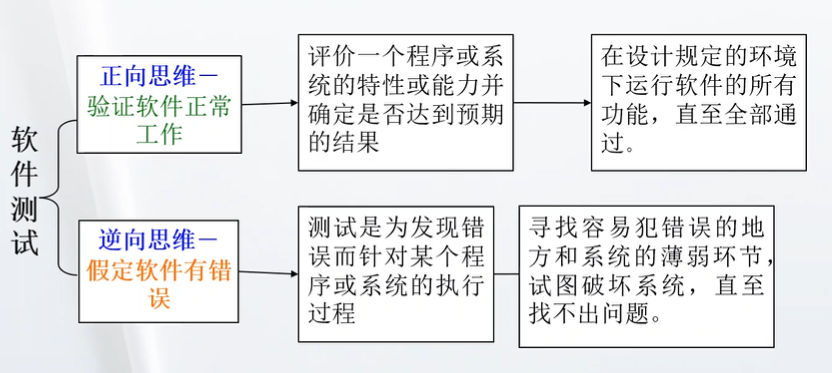 软件测试
正向思维－
验证软件正常
工作
评价一个程序或系
统的特性或能力并
确定是否达到预期
的结果
在设计规定的环境
下运行软件的所有
功能，直至全部通
过。
逆向思维－
假定软件有错
误
测试是为发现错
误而针对某个程
序或系统的执行
过程
寻找容易犯错误的地
方和系统的薄弱环节，
试图破坏系统，直至
找不出问题。